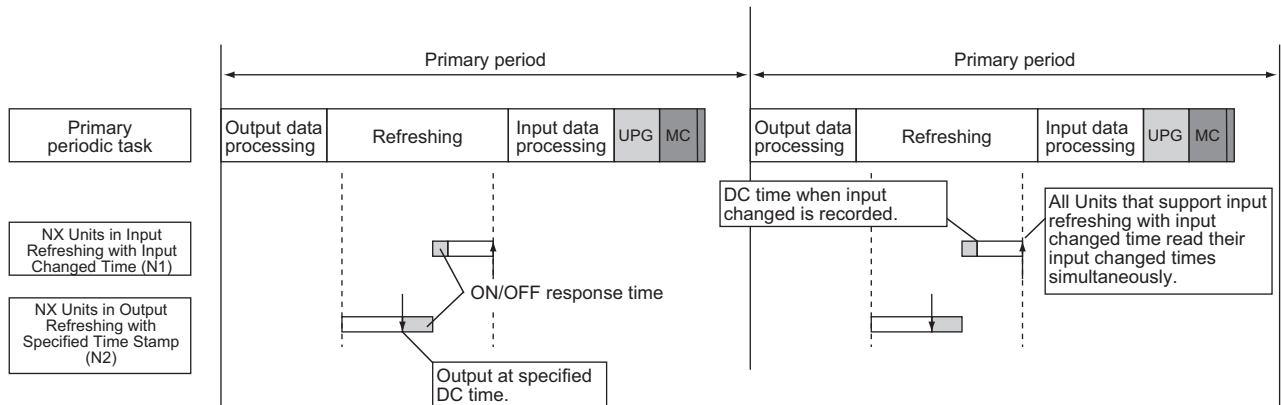 Primary period
Primary period
Primary
periodic task
Output data
processing
Refreshing
Input data
processing
UPG
MC
Output data
processing
Refreshing
Input data
processing
UPG
MC
DC time when input
changed is recorded.
All Units that support input
refreshing with input
changed time read their
input changed times
simultaneously.
NX Units in Input
Refreshing with Input
Changed Time (N1)
ON/OFF response time
NX Units in Output
Refreshing with
Specified Time Stamp
(N2)
Output at specified
DC time.